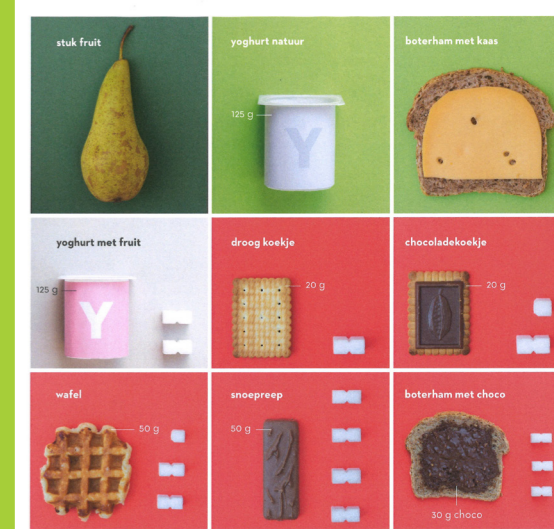 stuk fruit
yoghurt natuur
boterham met kaas
125 g
Y
yoghurt met fruit
droog koekje
chocoladekoekje
125 g
Y
20 g
20 g
wafel
snoepreep
boterham met choco
50 g
50 g
30 g choco